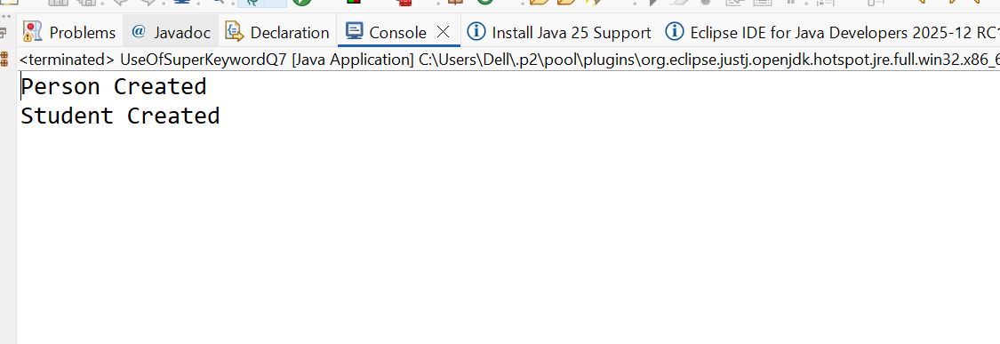 Problems @ Javadoc Declaration Console Install Java 25 Support Eclipse IDE for Java Developers 2025-12 RC1
<terminated> UseOfSuperKeywordQ7 [Java Application] C:\Users\Dell\.p2\pool\plugins\org.eclipse.justj.openjdk.hotspot.jre.full.win32.x86_6
Person Created
Student Created